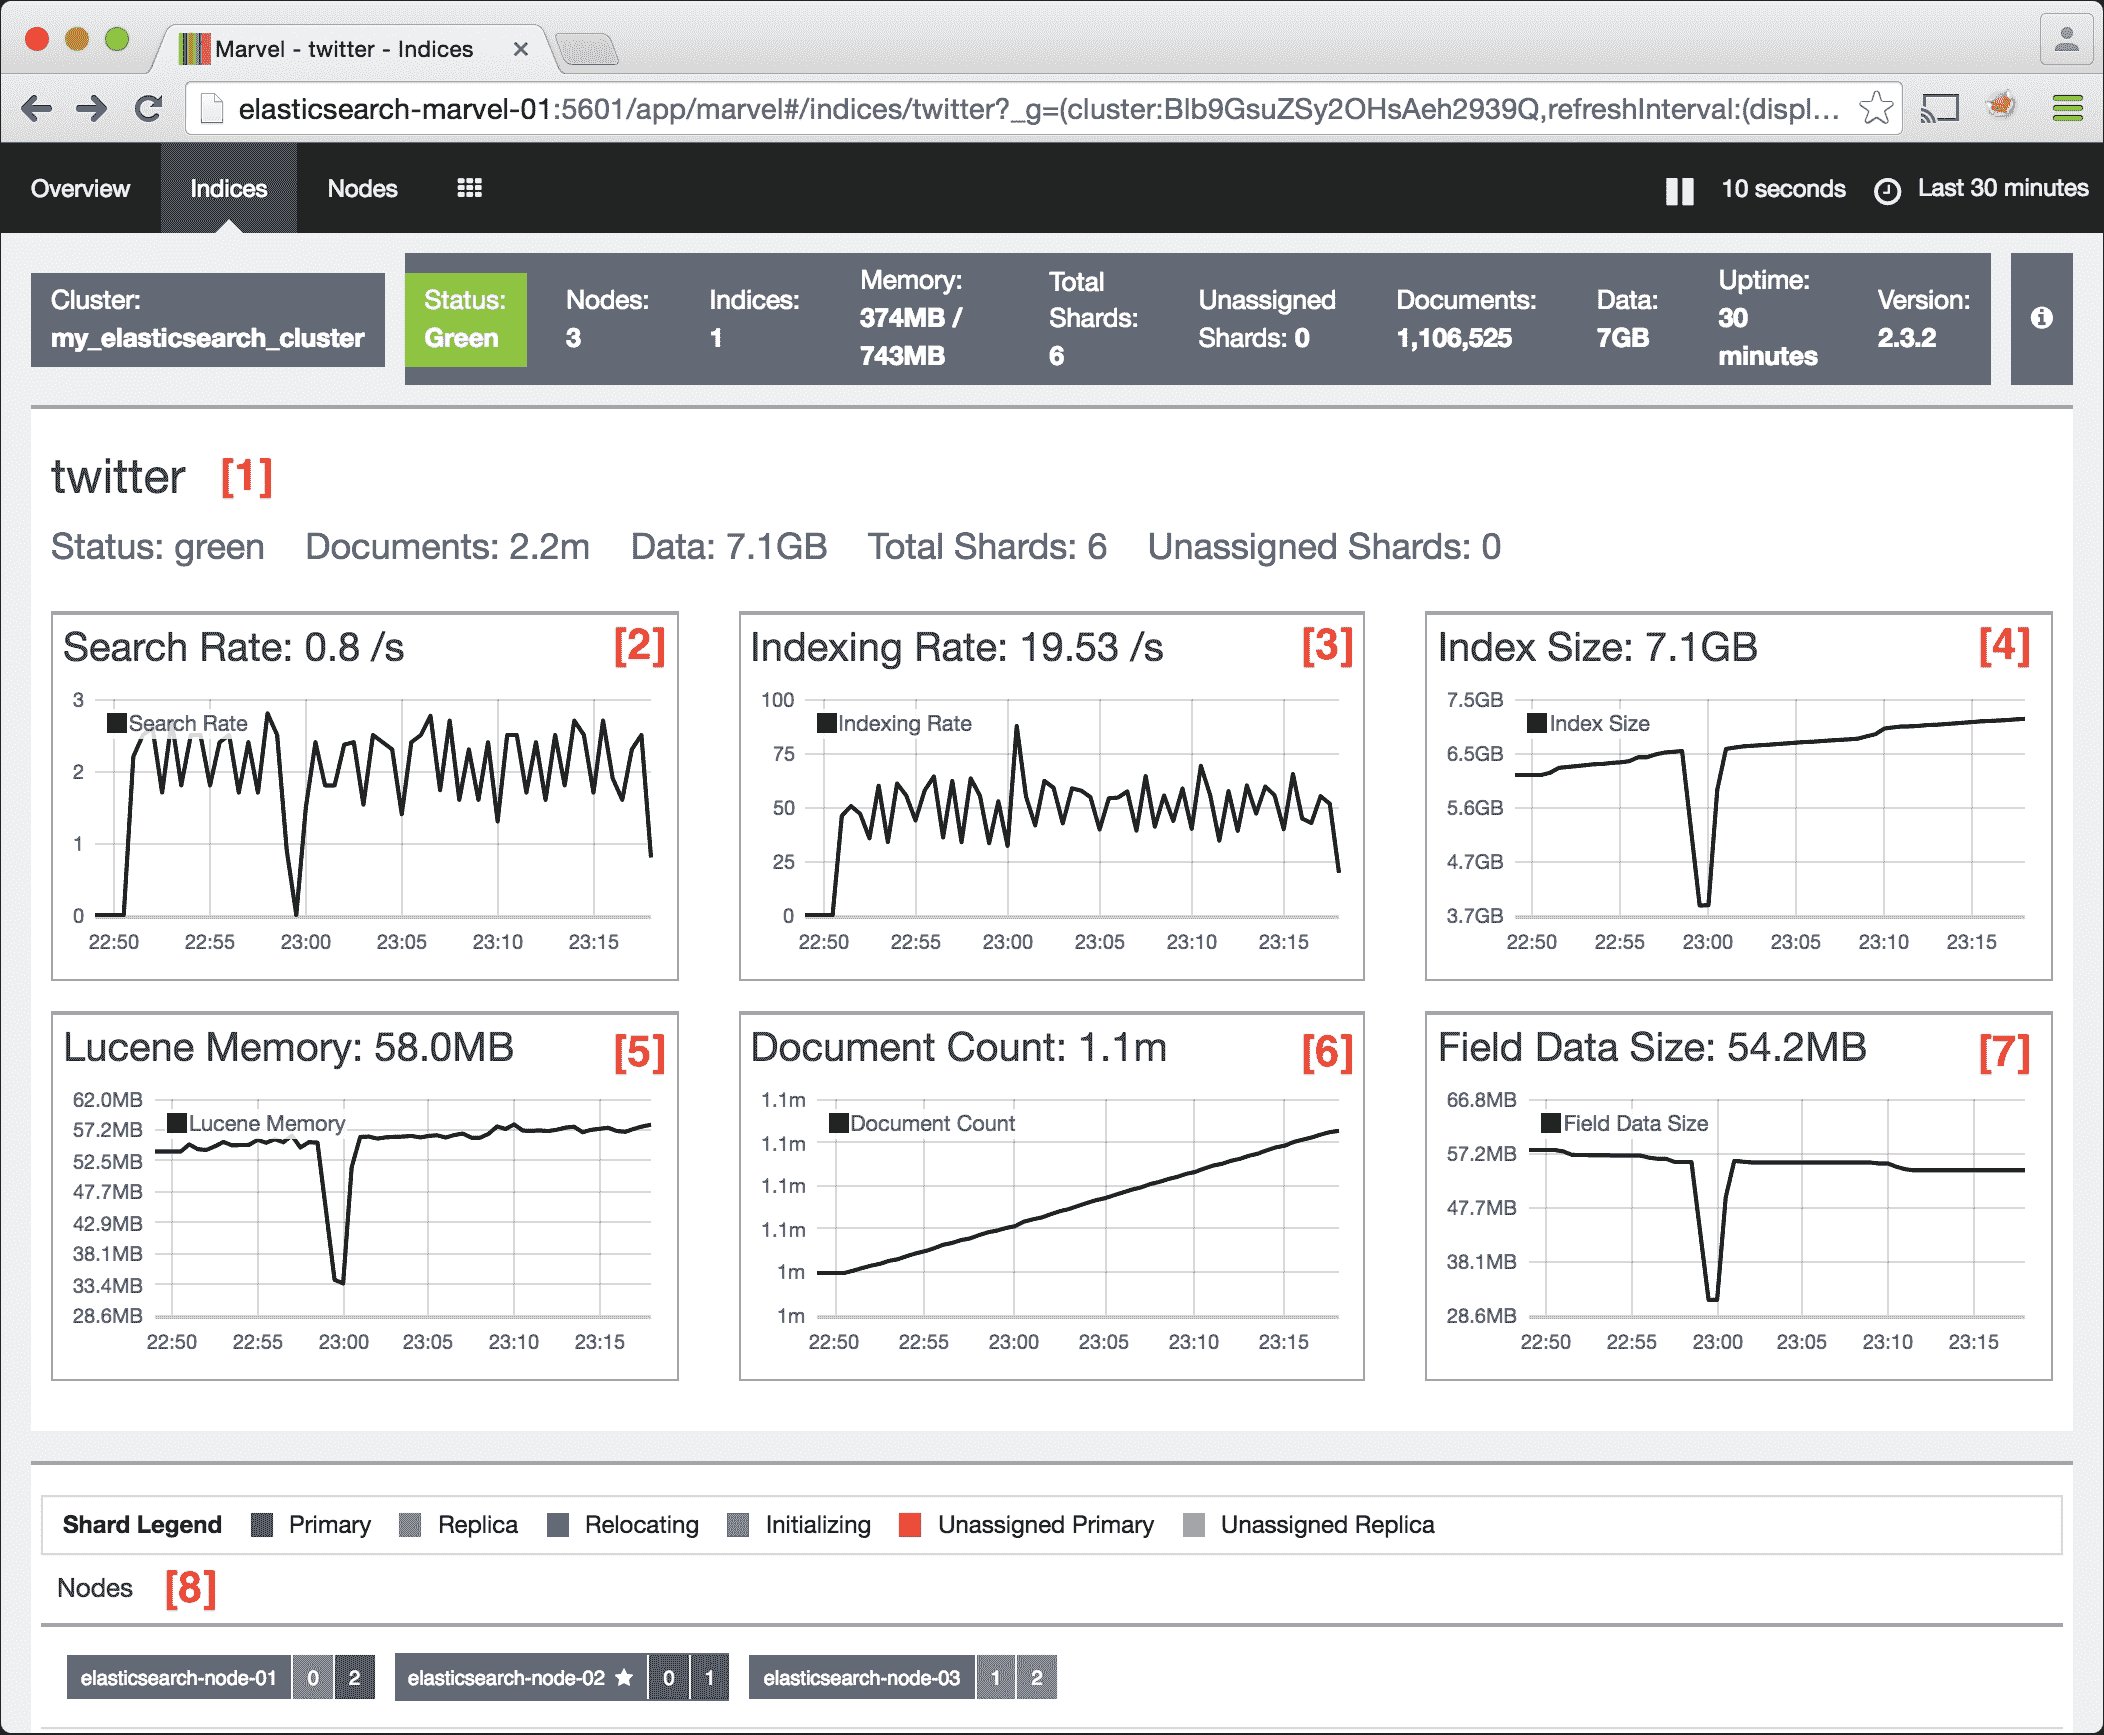 Marvel - twitter - Indices
elasticsearch-marvel-01:5601/app/marvel#/indices/twitter?_g=(cluster:Blb9GsuZSy2OHsAeh2939Q,refreshInterval:(displ...
Overview Indices Nodes 10 seconds Last 30 minutes
Cluster:
my_elasticsearch_cluster
Status:
Green
Nodes:
3
Indices:
1
Memory:
374MB /
743MB
Total
Shards:
6
Unassigned
Shards: 0
Documents:
1,106,525
Data:
7GB
Uptime:
30
minutes
Version:
2.3.2
twitter [1]
Status: green Documents: 2.2m Data: 7.1GB Total Shards: 6 Unassigned Shards: 0
Search Rate: 0.8 /s [2]
3
Search Rate
2
1
0
22:50 22:55 23:00 23:05 23:10 23:15
Indexing Rate: 19.53 /s [3]
100
Indexing Rate
75
50
25
0
22:50 22:55 23:00 23:05 23:10 23:15
Index Size: 7.1GB [4]
7.5GB
Index Size
6.5GB
5.6GB
4.7GB
3.7GB
22:50 22:55 23:00 23:05 23:10 23:15
Lucene Memory: 58.0MB [5]
62.0MB
Lucene Memory
57.2MB
52.5MB
47.7MB
42.9MB
38.1MB
33.4MB
28.6MB
22:50 22:55 23:00 23:05 23:10 23:15
Document Count: 1.1m [6]
1.1m
Document Count
1.1m
1.1m
1.1m
1m
1m
22:50 22:55 23:00 23:05 23:10 23:15
Field Data Size: 54.2MB [7]
66.8MB
Field Data Size
57.2MB
47.7MB
38.1MB
28.6MB
22:50 22:55 23:00 23:05 23:10 23:15
Shard Legend Primary Replica Relocating Initializing Unassigned Primary Unassigned Replica
Nodes [8]
elasticsearch-node-01 0 2 elasticsearch-node-02 ★ 0 1 elasticsearch-node-03 1 2